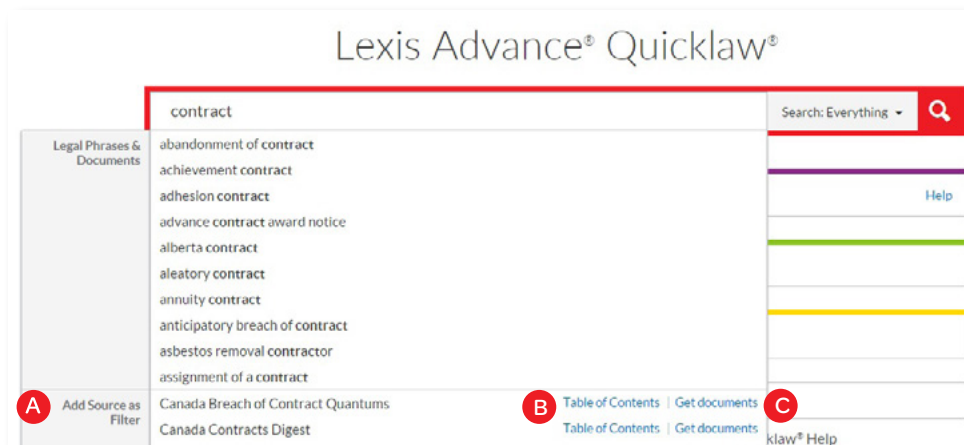 Lexis Advance® Quicklaw®
contract
Search: Everything
Legal Phrases &
Documents
abandonment of contract
achievement contract
adhesion contract
advance contract award notice
alberta contract
aleatory contract
annuity contract
anticipatory breach of contract
asbestos removal contractor
assignment of a contract
Help
A
Add Source as
Filter
Canada Breach of Contract Quantums
B
Table of Contents | Get documents
C
Canada Contracts Digest
Table of Contents | Get documents
klaw® Help